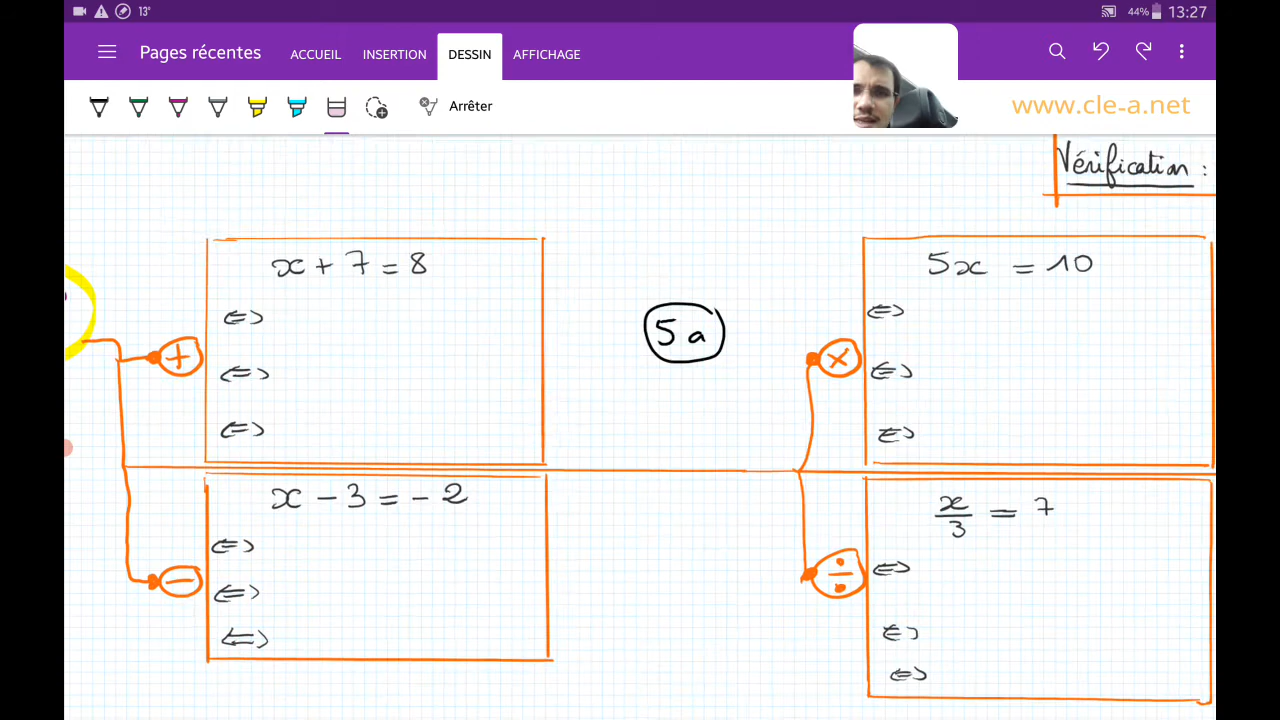 13° 44% 13:27
Pages récentes ACCUEIL INSERTION DESSIN AFFICHAGE
Arrêter www.cle-a.net
Vérification :
x + 7 = 8
⇔
⇔
⇔
+
5a
5x = 10
⇔
⇔
⇔
×
x - 3 = - 2
⇔
⇔
⇔
−
x/3 = 7
⇔
⇔
⇔
÷